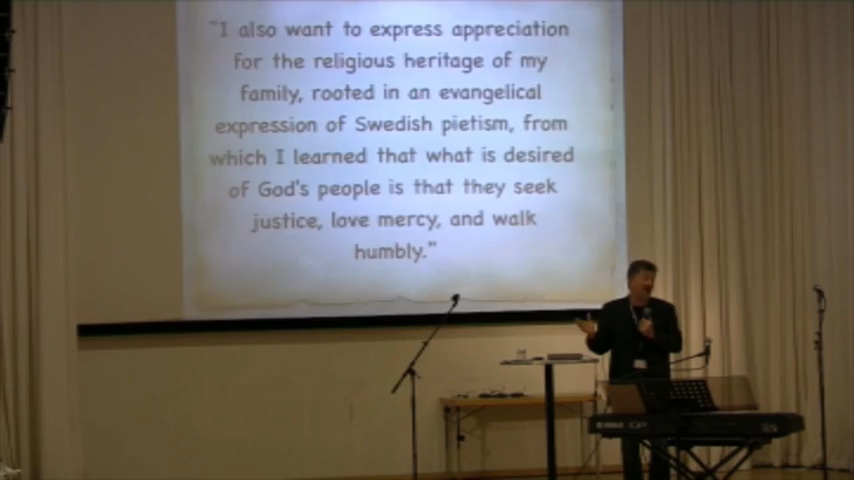 "I also want to express appreciation
for the religious heritage of my
family, rooted in an evangelical
expression of Swedish pietism, from
which I learned that what is desired
of God's people is that they seek
justice, love mercy, and walk
humbly."